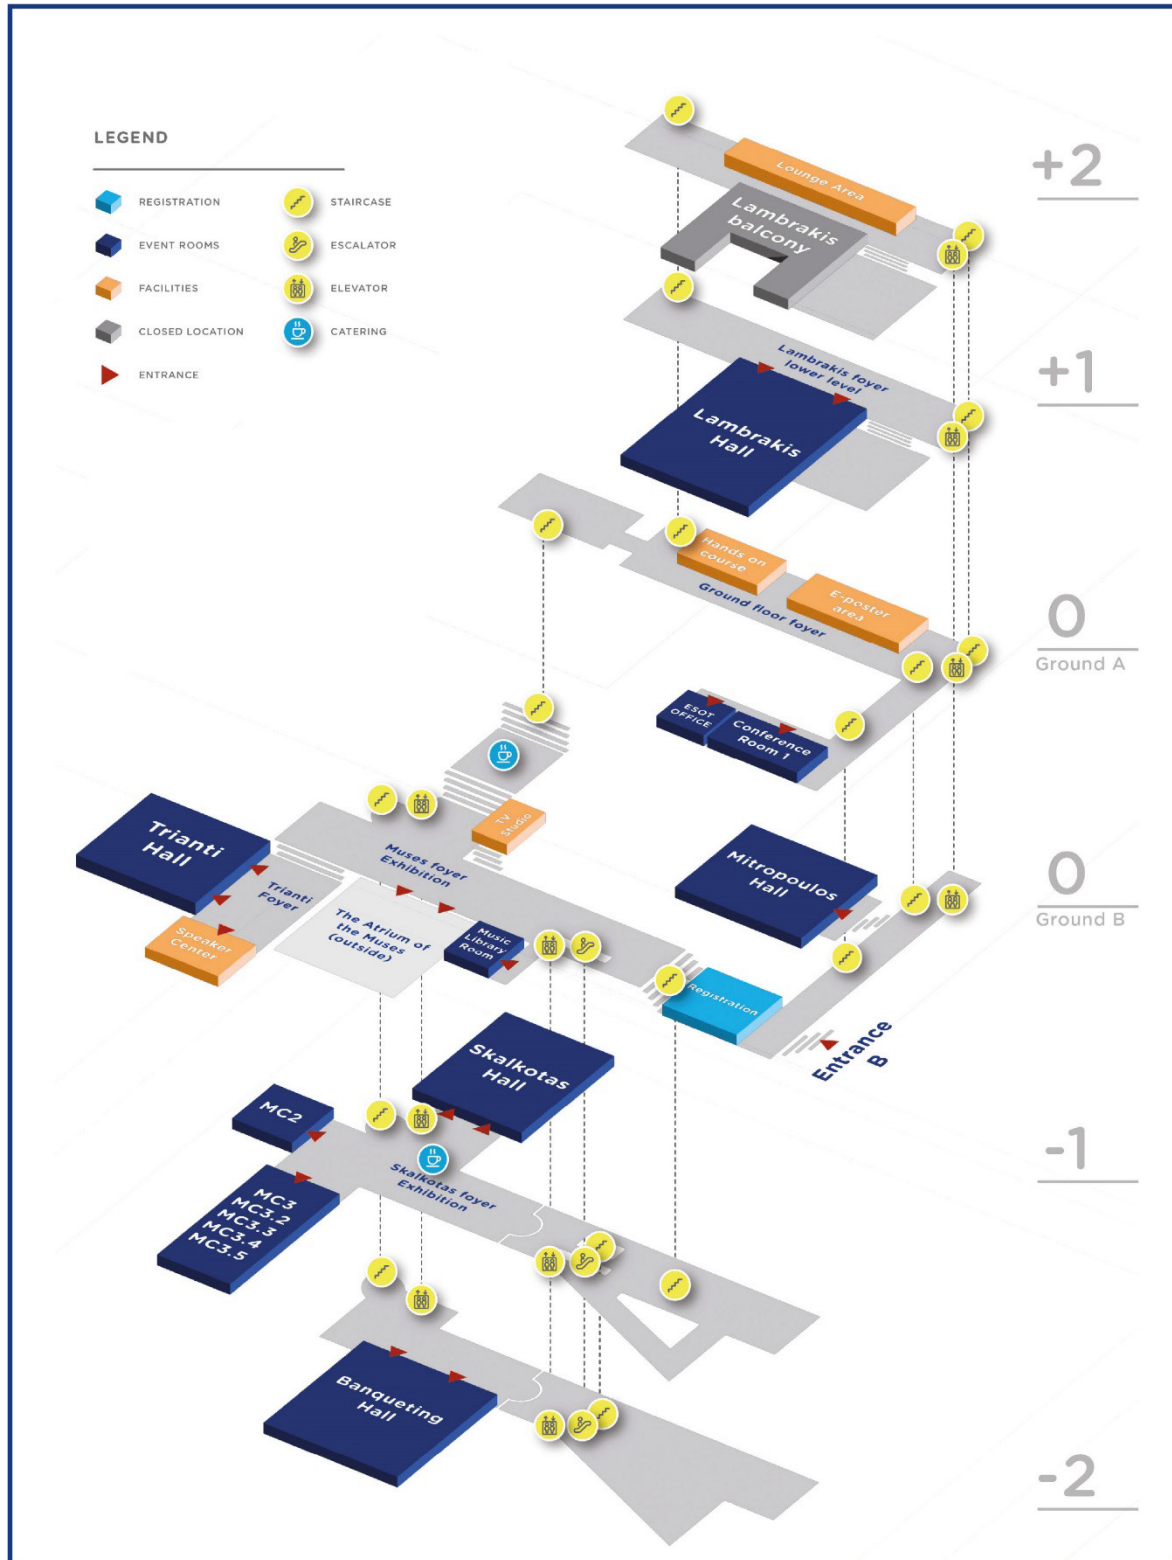 LEGEND
REGISTRATION
EVENT ROOMS
FACILITIES
CLOSED LOCATION
ENTRANCE
STAIRCASE
ESCALATOR
ELEVATOR
CATERING
+2
Lounge Area
Lambrakis
balcony
+1
Lambrakis foyer
lower level
Lambrakis
Hall
0
Ground A
Hands on
course
E-poster
area
Ground floor foyer
ESOT
OFFICE
Conference
Room 1
0
Ground B
TV
Studio
Trianti
Hall
Muses foyer
Exhibition
Trianti
Foyer
Speaker
Center
The Atrium of
the Muses
(outside)
Music
Library
Room
Mitropoulos
Hall
Registration
Entrance
B
-1
Skalkotas
Hall
MC2
Skalkotas foyer
Exhibition
MC3
MC3.2
MC3.3
MC3.4
MC3.5
-2
Banqueting
Hall